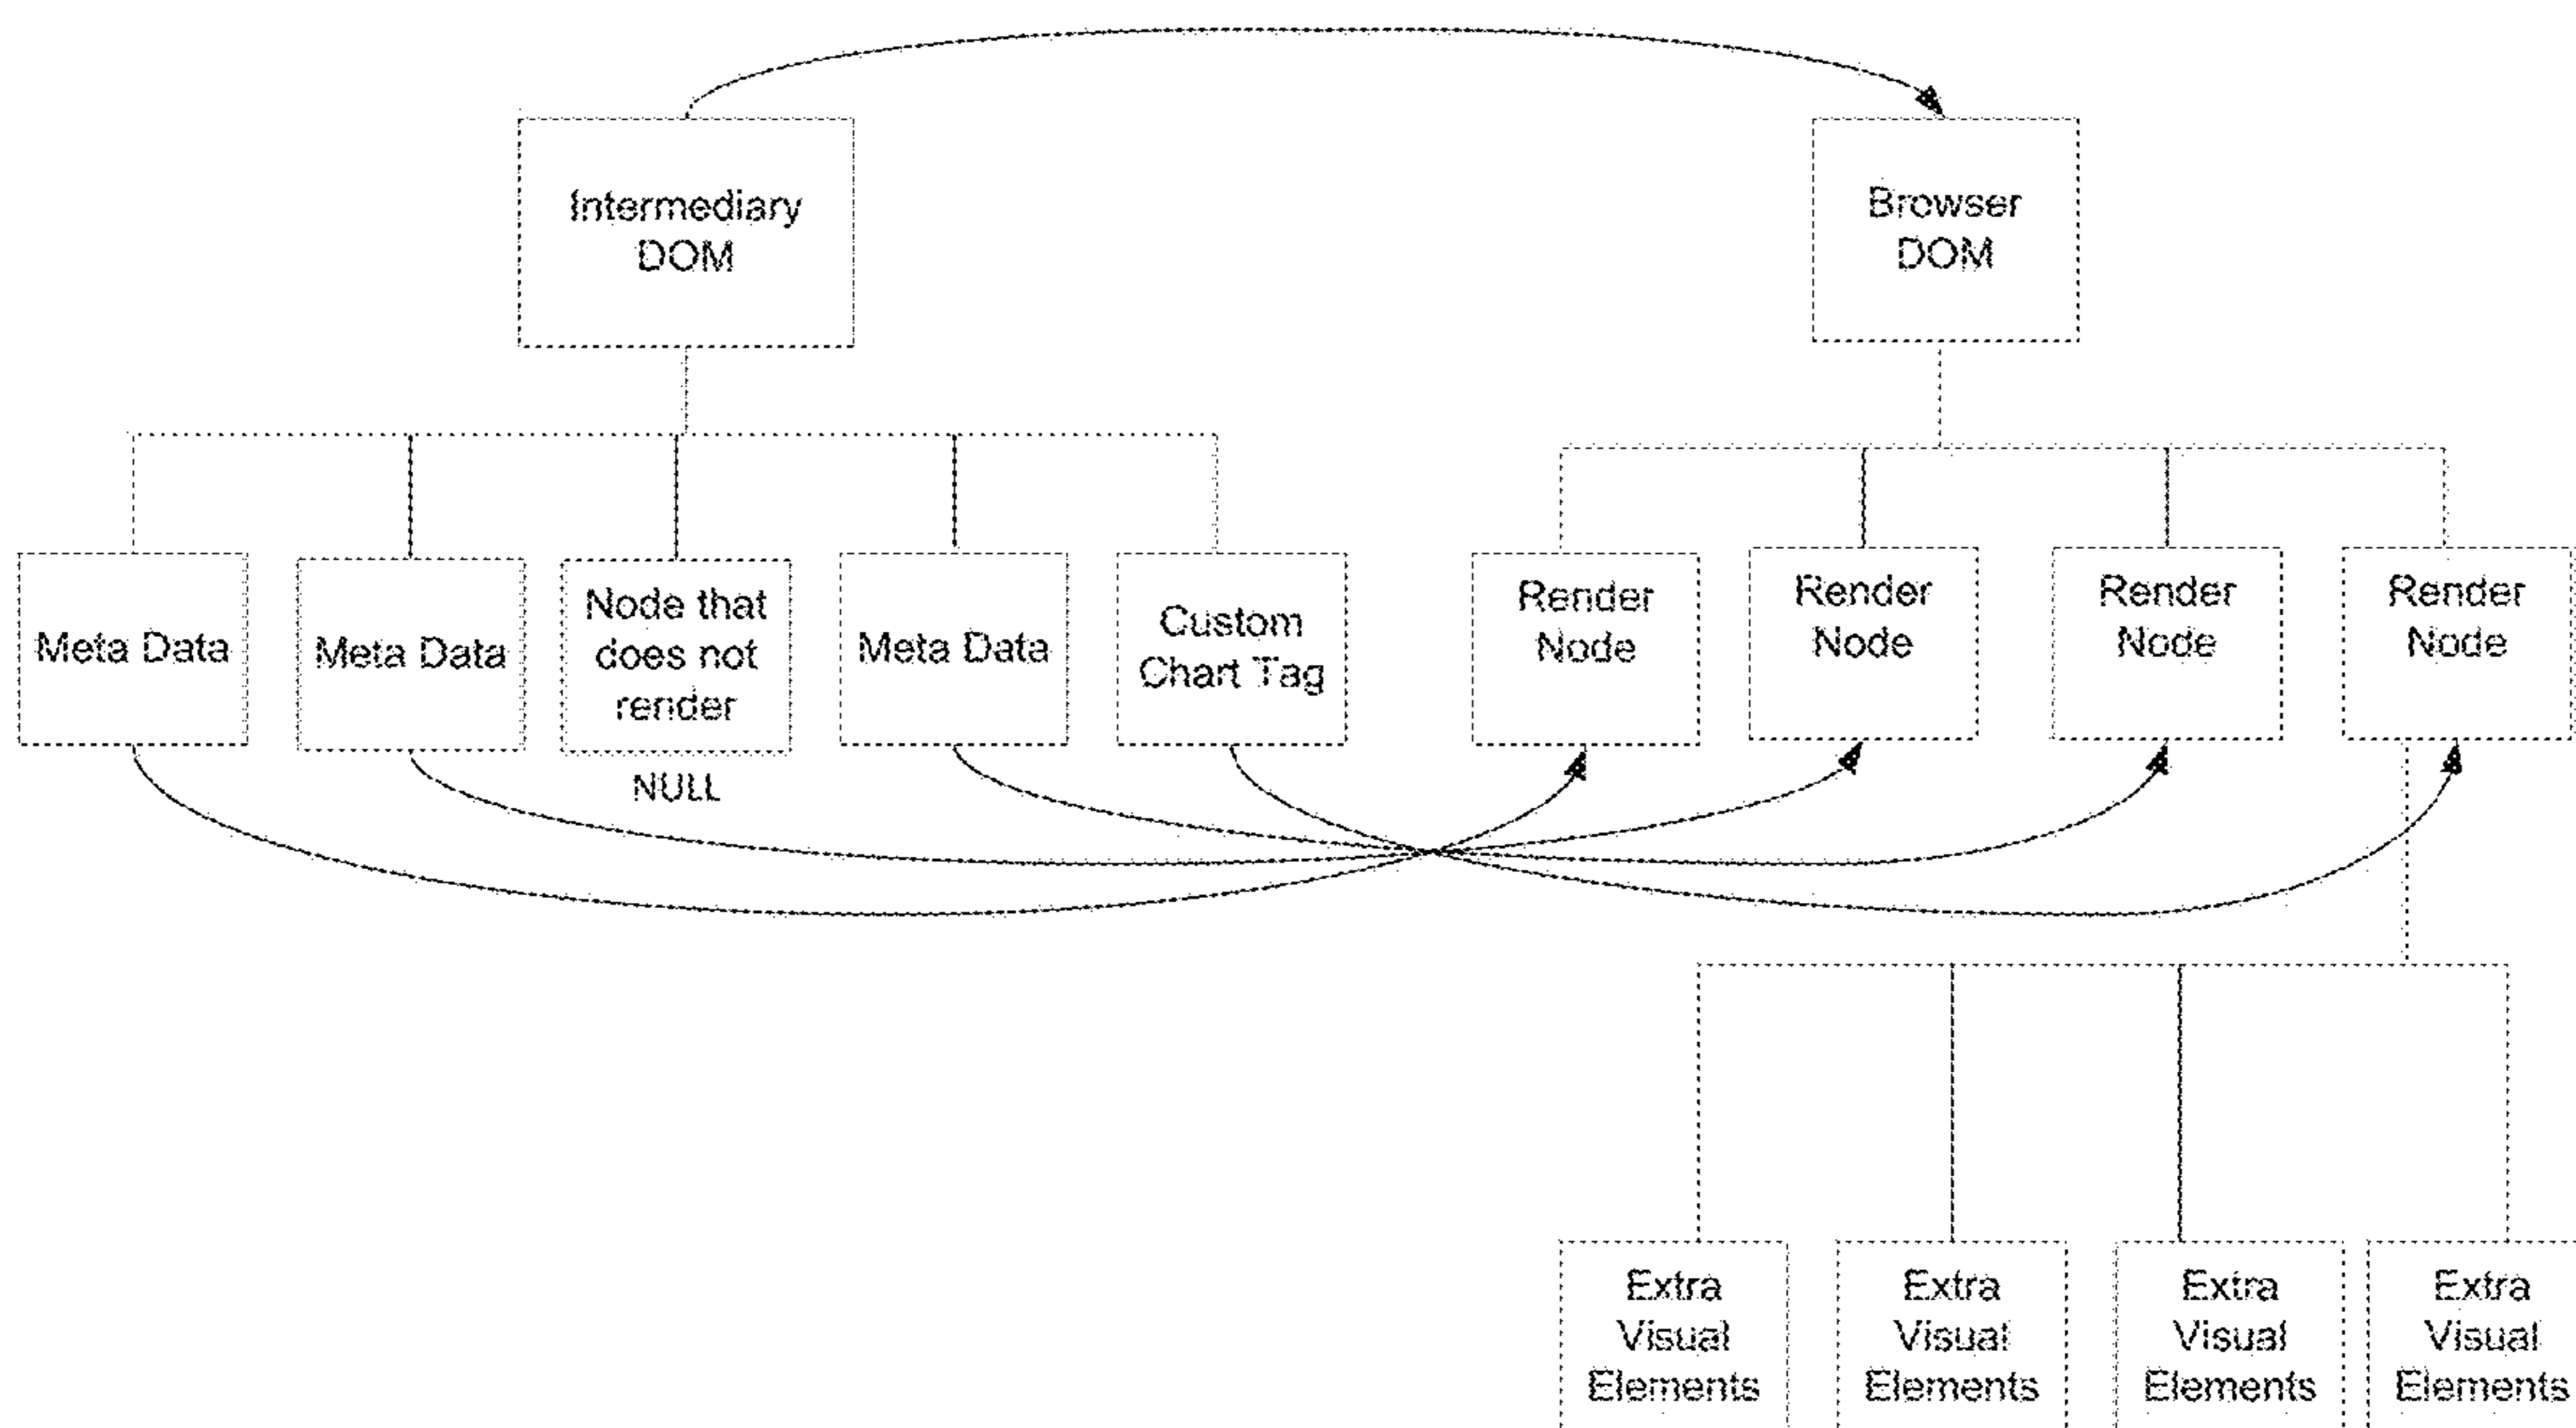 Intermediary
DOM
Browser
DOM
Meta Data
Meta Data
Node that
does not
render
NULL
Meta Data
Custom
Chart Tag
Render
Node
Render
Node
Render
Node
Render
Node
Extra
Visual
Elements
Extra
Visual
Elements
Extra
Visual
Elements
Extra
Visual
Elements